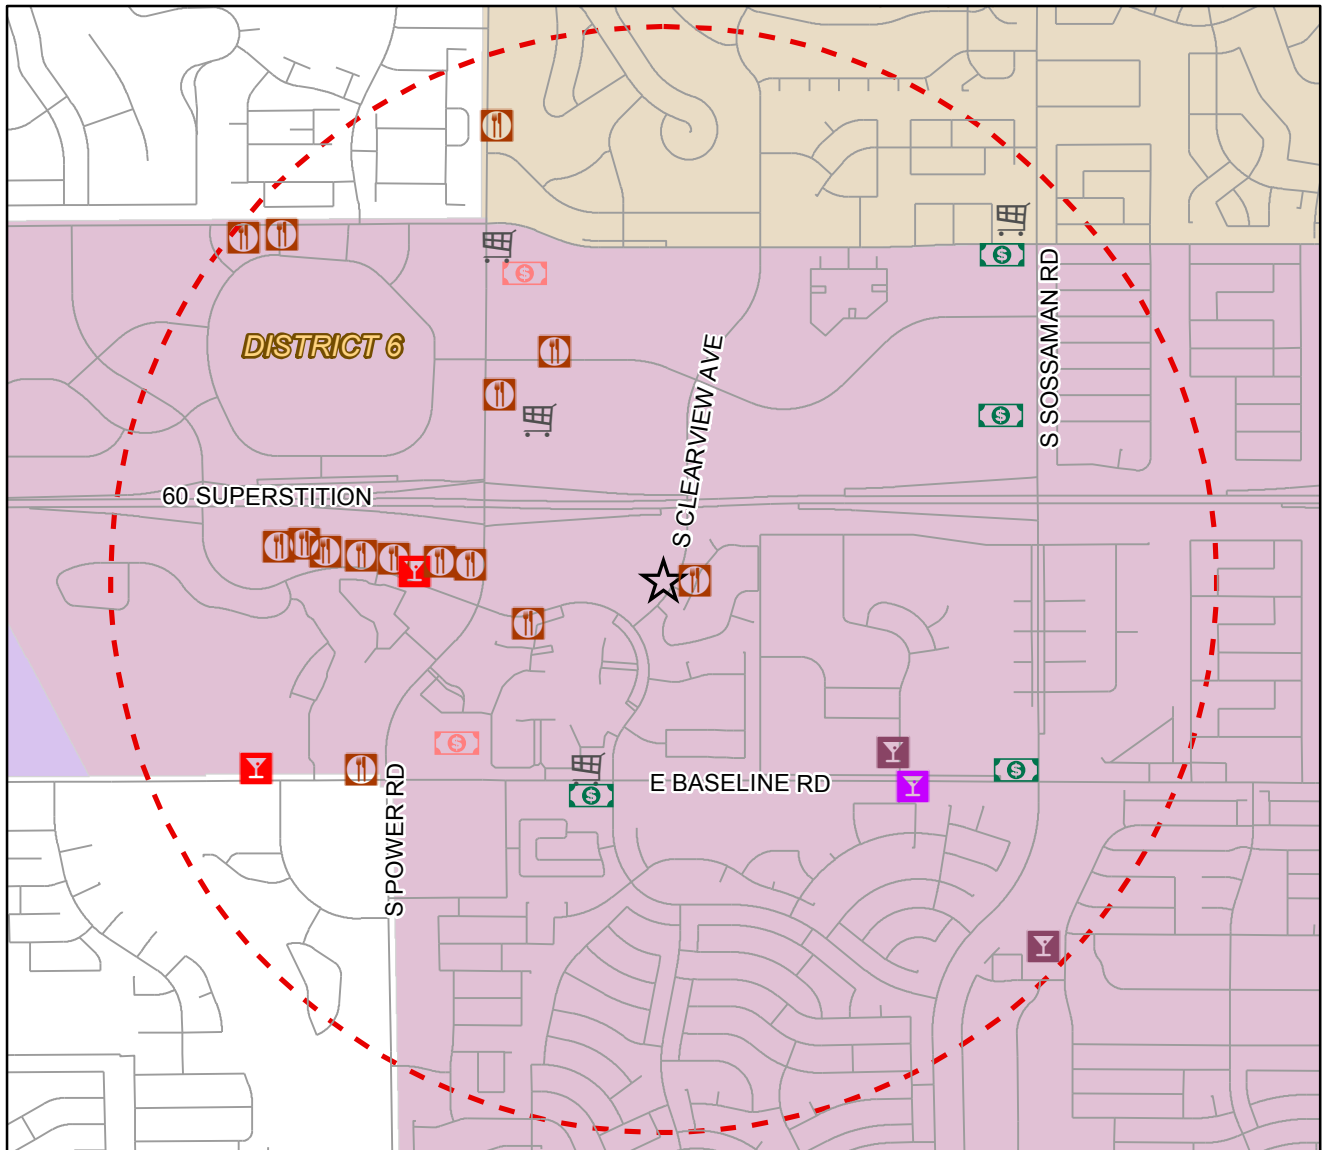 DISTRICT 6
S SOSSAMAN RD
S CLEARVIEW AVE
60 SUPERSTITION
E BASELINE RD
S POWER RD